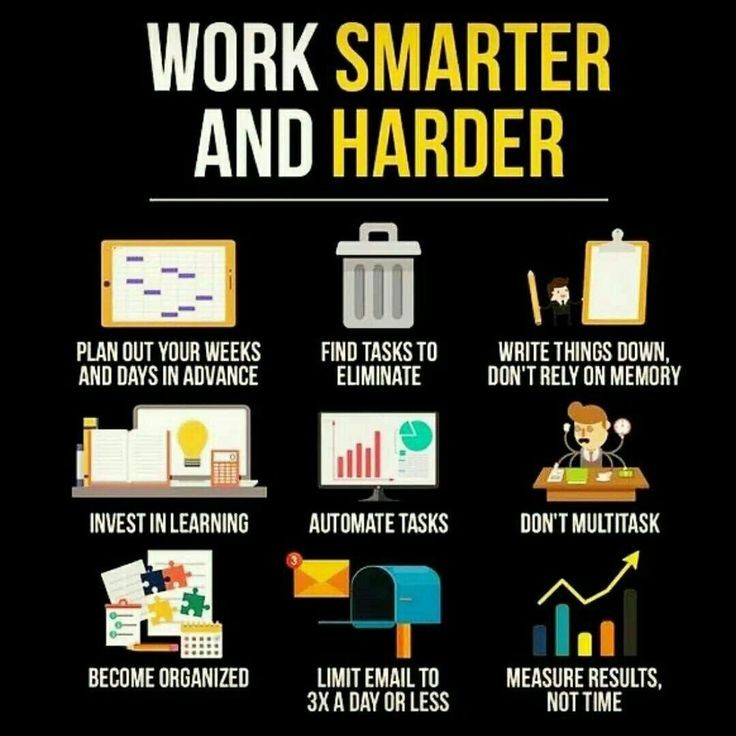 WORK SMARTER
AND HARDER
PLAN OUT YOUR WEEKS
AND DAYS IN ADVANCE
FIND TASKS TO
ELIMINATE
WRITE THINGS DOWN,
DON'T RELY ON MEMORY
INVEST IN LEARNING
AUTOMATE TASKS
DON'T MULTITASK
BECOME ORGANIZED
3
LIMIT EMAIL TO
3X A DAY OR LESS
MEASURE RESULTS,
NOT TIME